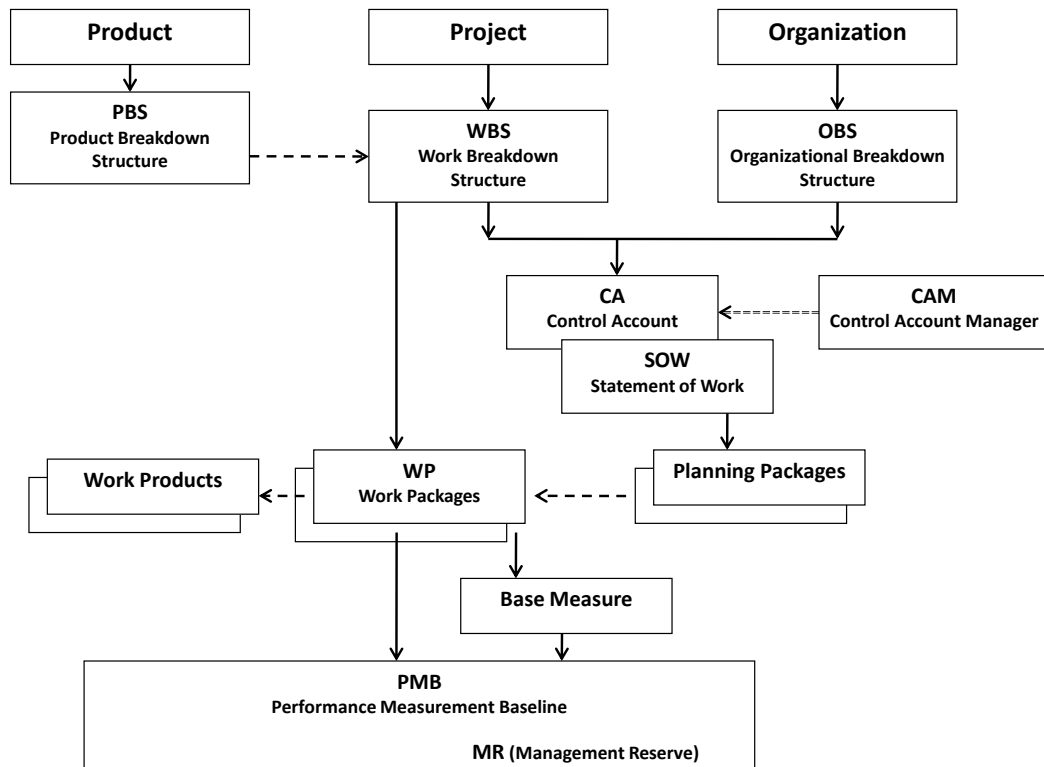 Product
Project
Organization
PBS
Product Breakdown
Structure
WBS
Work Breakdown
Structure
OBS
Organizational Breakdown
Structure
CA
Control Account
CAM
Control Account Manager
SOW
Statement of Work
Work Products
WP
Work Packages
Planning Packages
Base Measure
PMB
Performance Measurement Baseline
MR (Management Reserve)